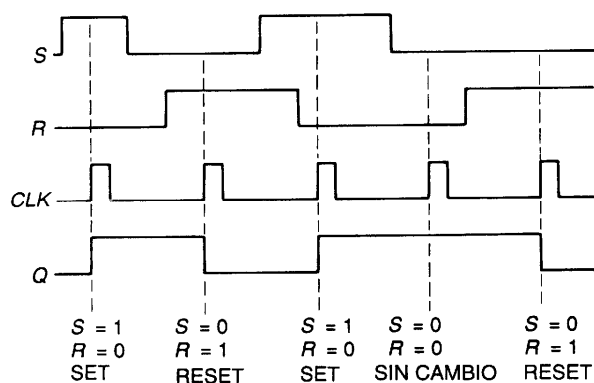 S
R
CLK
Q
S = 1 S = 0 S = 1 S = 0 S = 0
R = 0 R = 1 R = 0 R = 0 R = 1
SET RESET SET SIN CAMBIO RESET